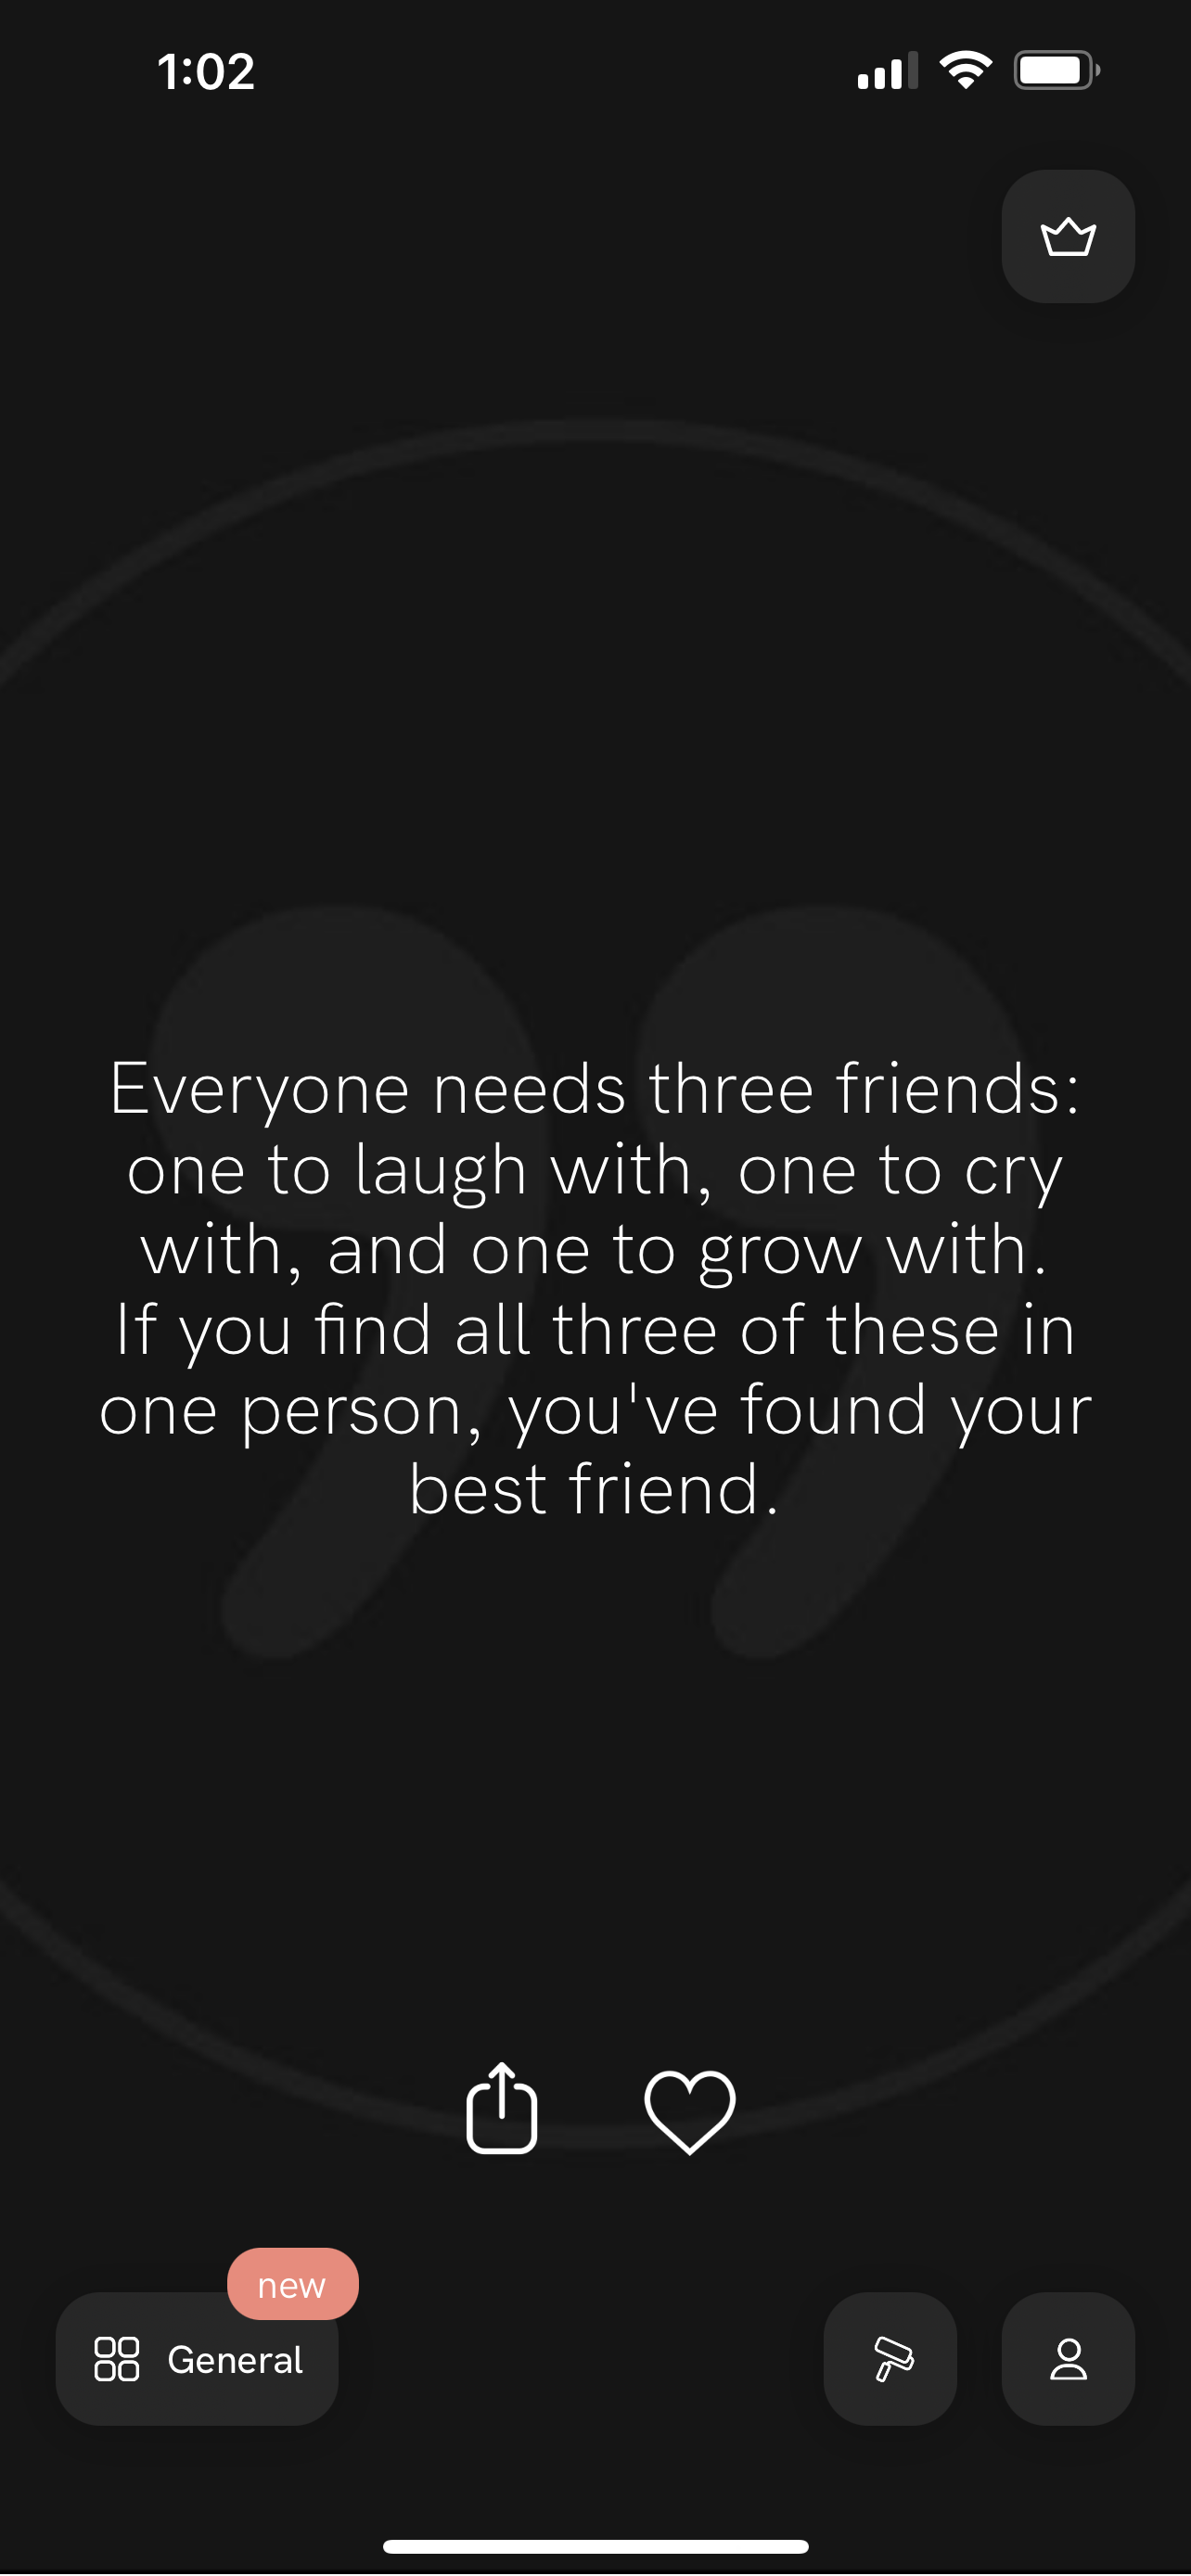 1:02
Everyone needs three friends:
one to laugh with, one to cry
with, and one to grow with.
If you find all three of these in
one person, you've found your
best friend.
new
General